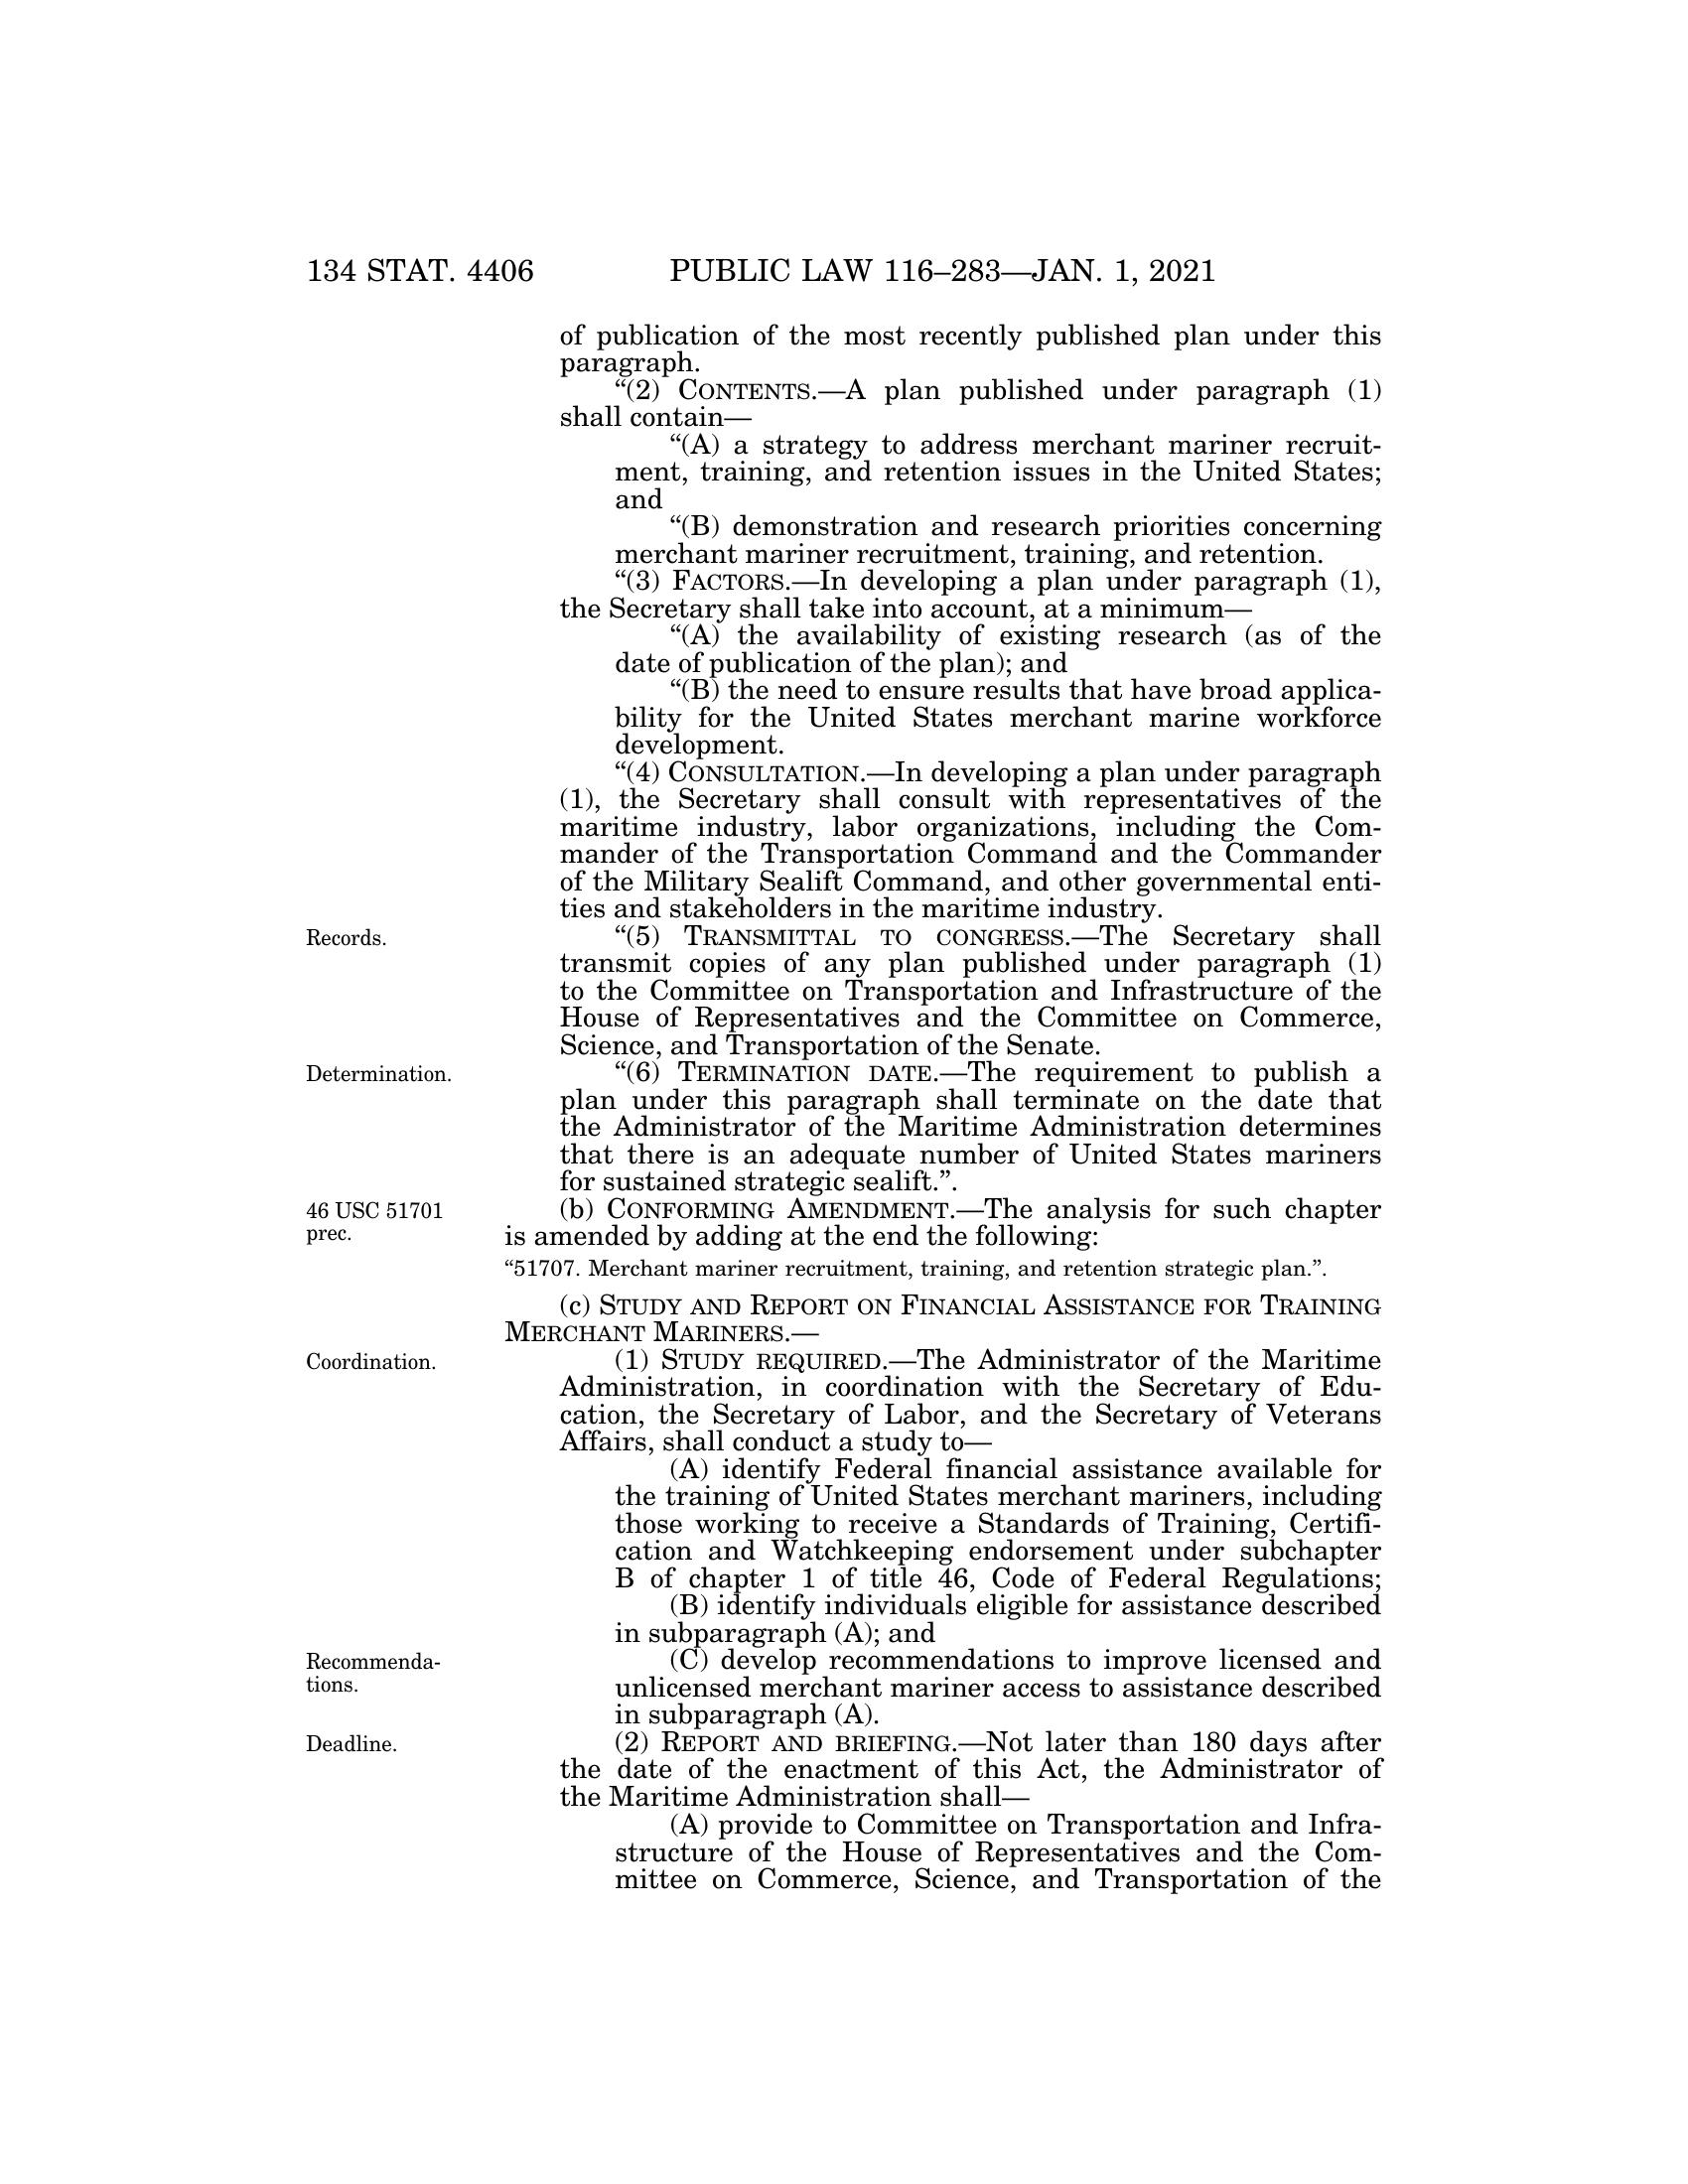 134 STAT. 4406 PUBLIC LAW 116–283—JAN. 1, 2021
of publication of the most recently published plan under this
paragraph.
“(2) CONTENTS.—A plan published under paragraph (1)
shall contain—
“(A) a strategy to address merchant mariner recruit-
ment, training, and retention issues in the United States;
and
“(B) demonstration and research priorities concerning
merchant mariner recruitment, training, and retention.
“(3) FACTORS.—In developing a plan under paragraph (1),
the Secretary shall take into account, at a minimum—
“(A) the availability of existing research (as of the
date of publication of the plan); and
“(B) the need to ensure results that have broad applica-
bility for the United States merchant marine workforce
development.
“(4) CONSULTATION.—In developing a plan under paragraph
(1), the Secretary shall consult with representatives of the
maritime industry, labor organizations, including the Com-
mander of the Transportation Command and the Commander
of the Military Sealift Command, and other governmental enti-
ties and stakeholders in the maritime industry.
Records.
“(5) TRANSMITTAL TO CONGRESS.—The Secretary shall
transmit copies of any plan published under paragraph (1)
to the Committee on Transportation and Infrastructure of the
House of Representatives and the Committee on Commerce,
Science, and Transportation of the Senate.
Determination.
“(6) TERMINATION DATE.—The requirement to publish a
plan under this paragraph shall terminate on the date that
the Administrator of the Maritime Administration determines
that there is an adequate number of United States mariners
for sustained strategic sealift.”.
46 USC 51701
prec.
(b) CONFORMING AMENDMENT.—The analysis for such chapter
is amended by adding at the end the following:
“51707. Merchant mariner recruitment, training, and retention strategic plan.”.
(c) STUDY AND REPORT ON FINANCIAL ASSISTANCE FOR TRAINING
MERCHANT MARINERS.—
Coordination.
(1) STUDY REQUIRED.—The Administrator of the Maritime
Administration, in coordination with the Secretary of Edu-
cation, the Secretary of Labor, and the Secretary of Veterans
Affairs, shall conduct a study to—
(A) identify Federal financial assistance available for
the training of United States merchant mariners, including
those working to receive a Standards of Training, Certifi-
cation and Watchkeeping endorsement under subchapter
B of chapter 1 of title 46, Code of Federal Regulations;
(B) identify individuals eligible for assistance described
in subparagraph (A); and
Recommenda-
tions.
(C) develop recommendations to improve licensed and
unlicensed merchant mariner access to assistance described
in subparagraph (A).
Deadline.
(2) REPORT AND BRIEFING.—Not later than 180 days after
the date of the enactment of this Act, the Administrator of
the Maritime Administration shall—
(A) provide to Committee on Transportation and Infra-
structure of the House of Representatives and the Com-
mittee on Commerce, Science, and Transportation of the